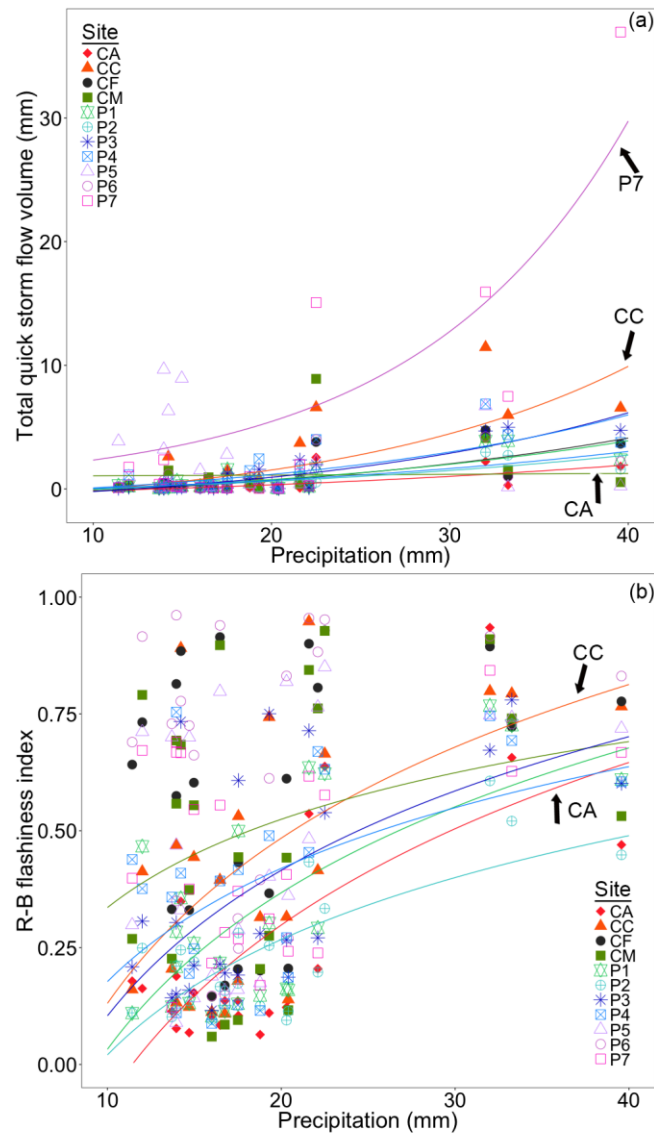 (a)
Site
CA
CC
CF
CM
P1
P2
P3
P4
P5
P6
P7
30
20
10
0
Total quick storm flow volume (mm)
P7
CC
CA
10
20
30
40
Precipitation (mm)
(b)
1.00
0.75
0.50
0.25
0.00
R-B flashiness index
CC
CA
Site
CA
CC
CF
CM
P1
P2
P3
P4
P5
P6
P7
10
20
30
40
Precipitation (mm)